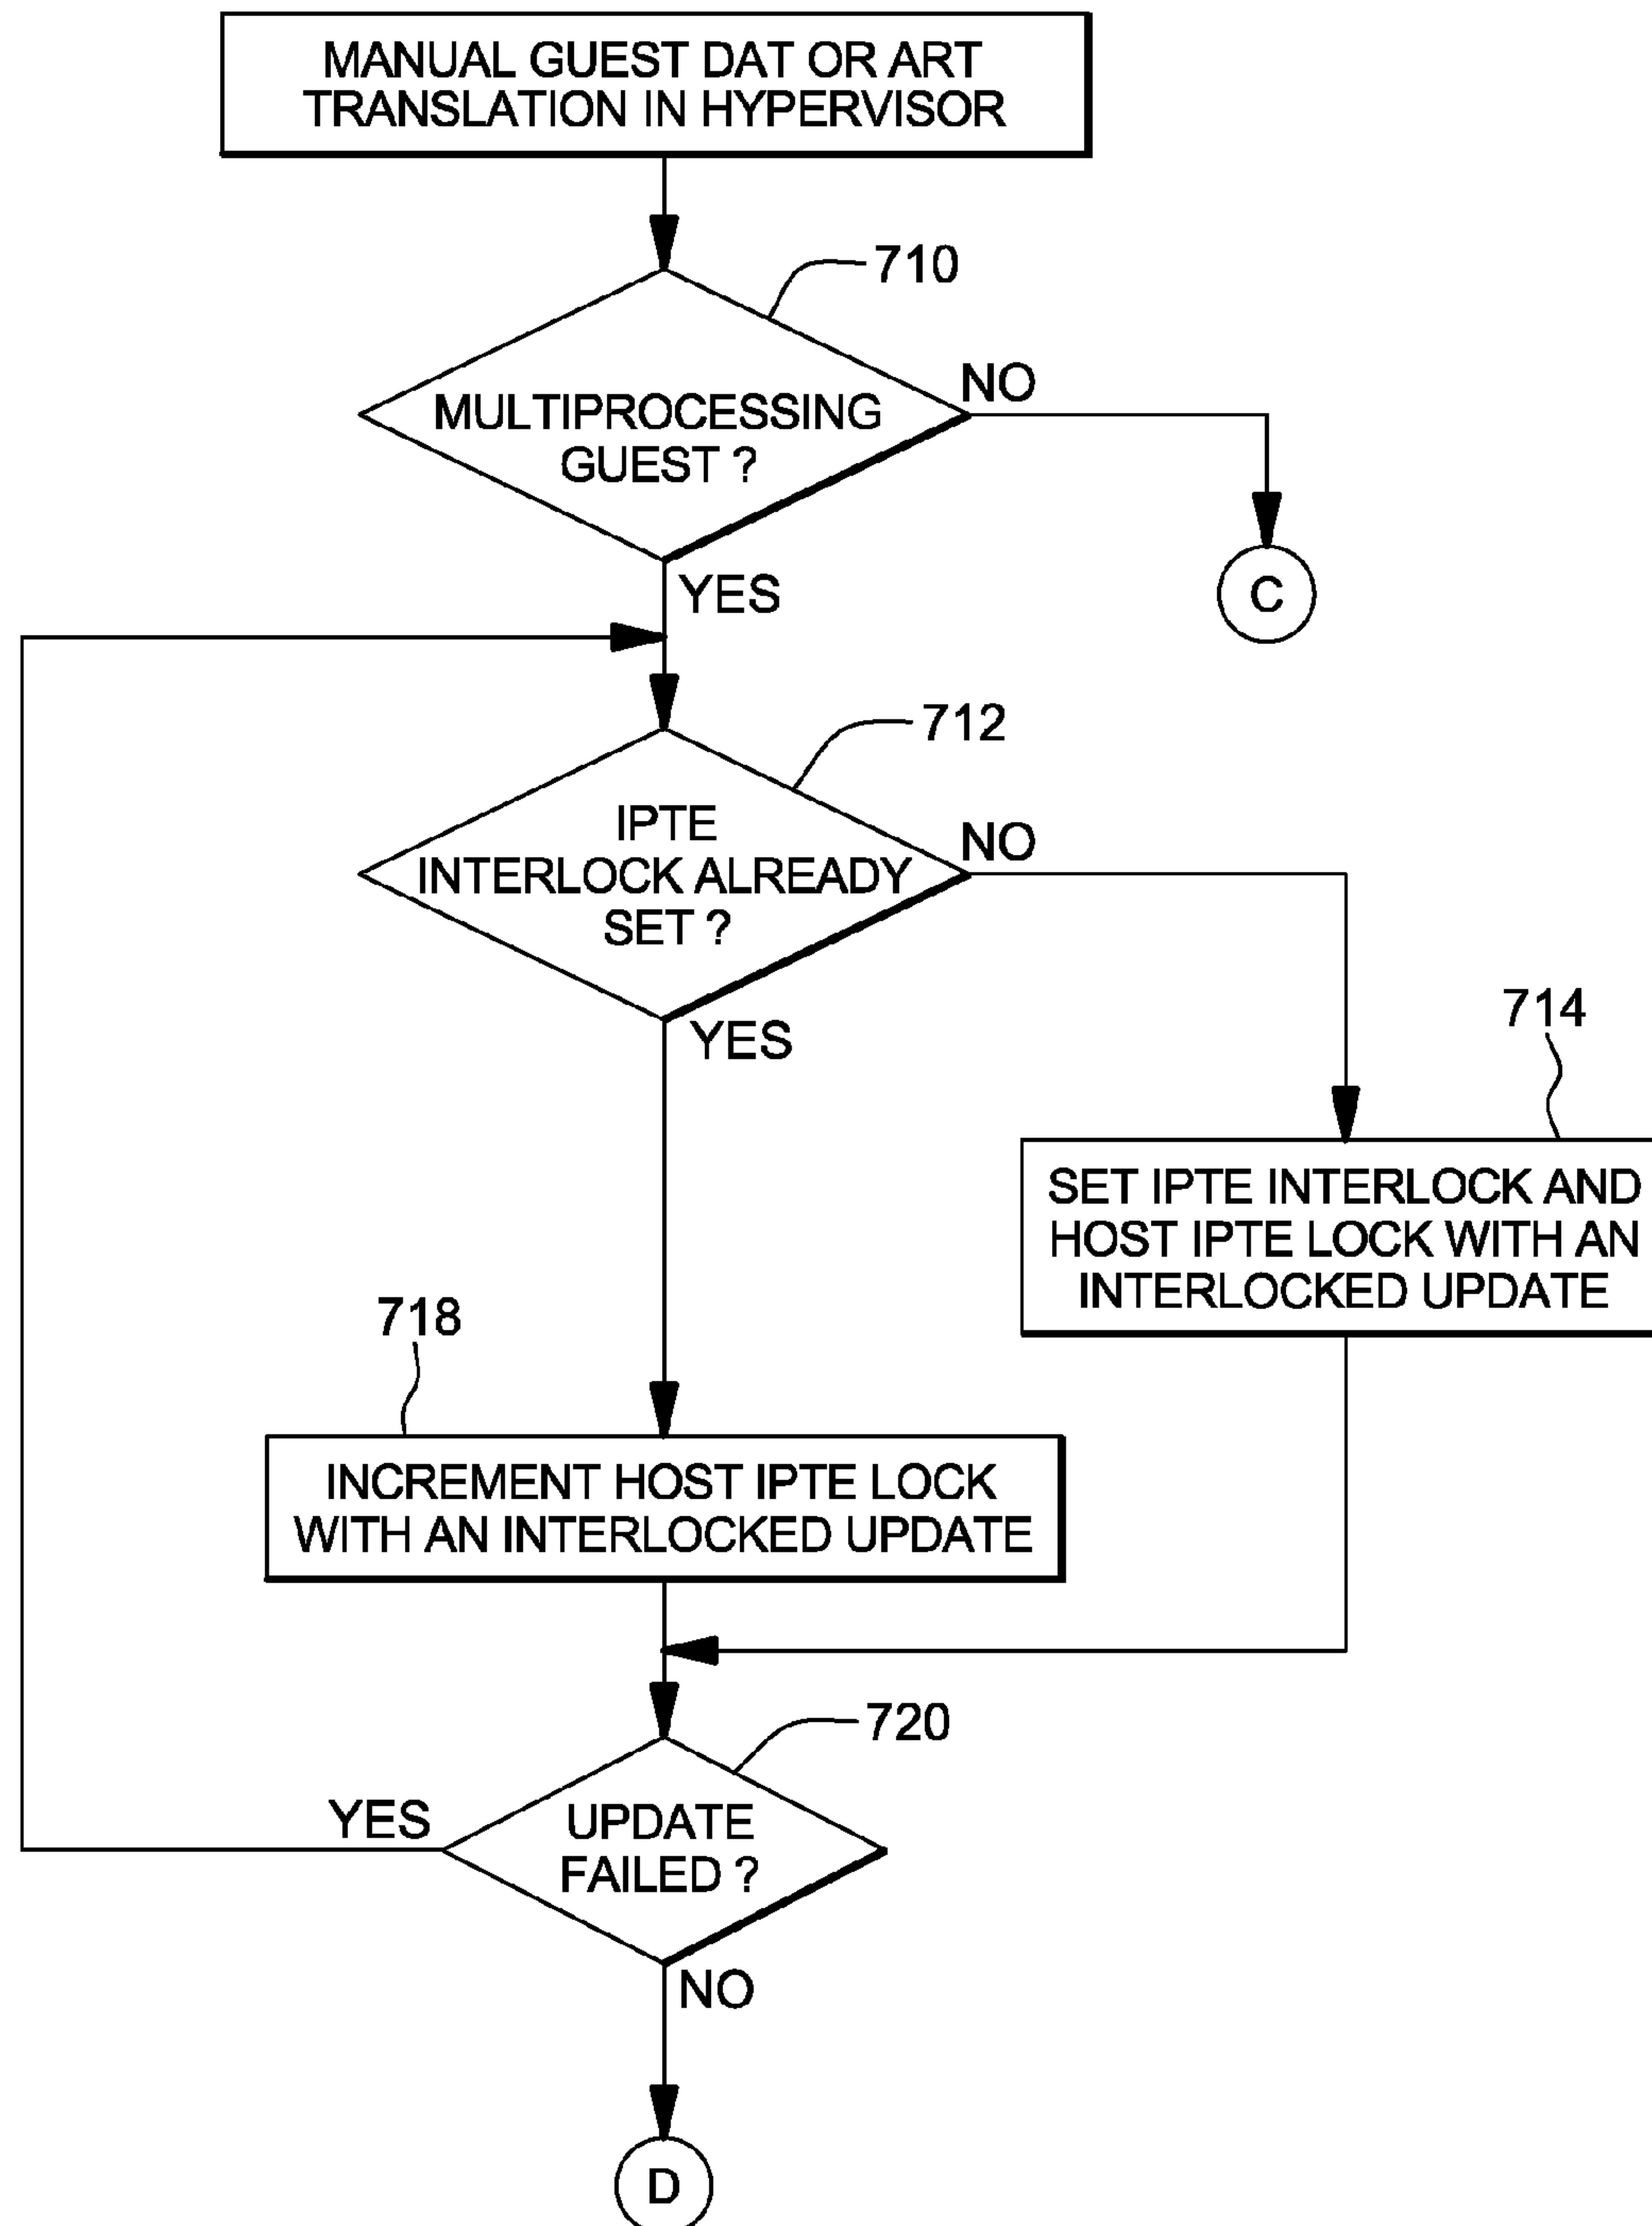 MANUAL GUEST DAT OR ART
TRANSLATION IN HYPERVISOR
710
MULTIPROCESSING
GUEST ?
NO
C
YES
712
IPTE
INTERLOCK ALREADY
SET ?
NO
YES
714
SET IPTE INTERLOCK AND
HOST IPTE LOCK WITH AN
INTERLOCKED UPDATE
718
INCREMENT HOST IPTE LOCK
WITH AN INTERLOCKED UPDATE
720
UPDATE
FAILED ?
YES
NO
D